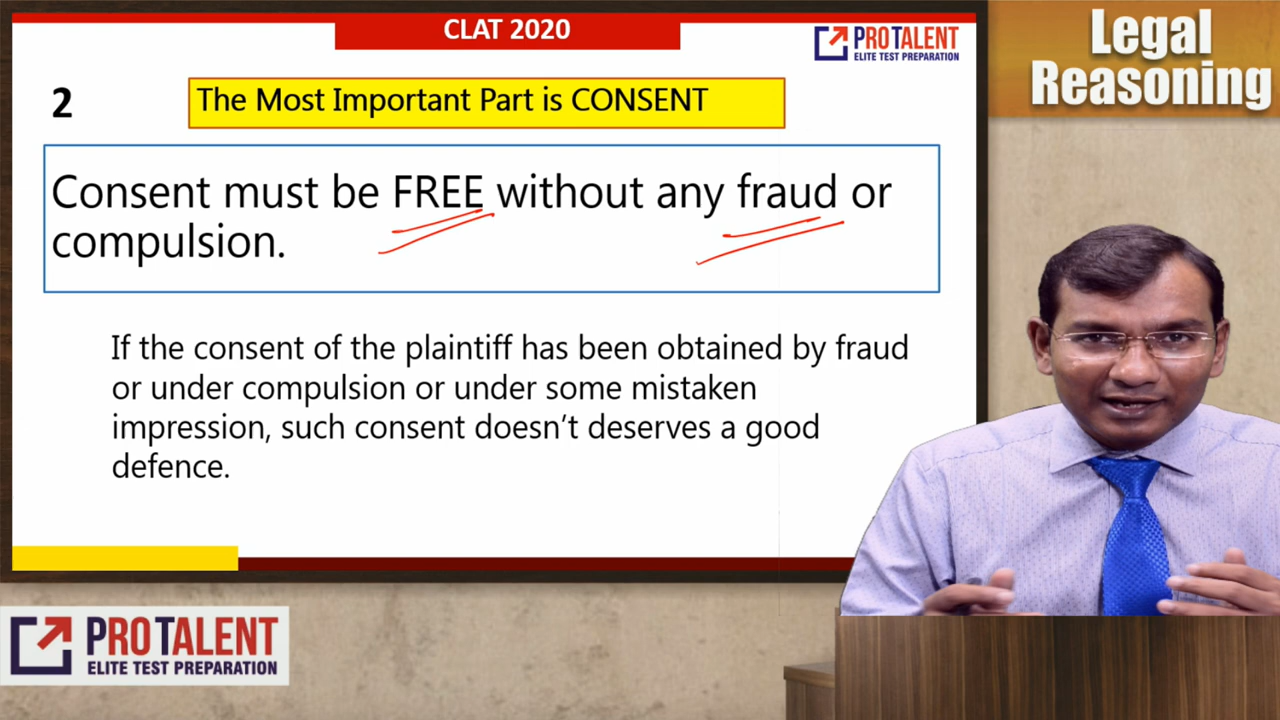 CLAT 2020
PROTALENT
ELITE TEST PREPARATION
Legal
Reasoning
2
The Most Important Part is CONSENT
Consent must be FREE without any fraud or
compulsion.
If the consent of the plaintiff has been obtained by fraud
or under compulsion or under some mistaken
impression, such consent doesn’t deserves a good
defence.
PROTALENT
ELITE TEST PREPARATION